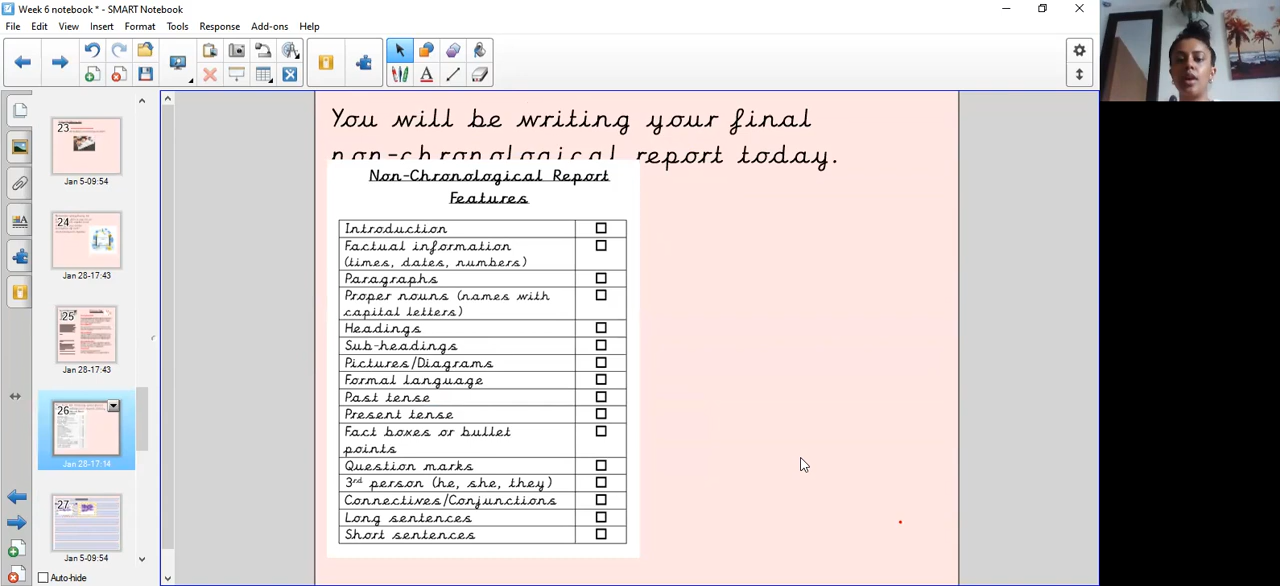 Week 6 notebook * - SMART Notebook
File Edit View Insert Format Tools Response Add-ons Help
23
Jan 5-09:54
24
Jan 28-17:43
25
Jan 28-17:43
26
Jan 28-17:14
27
Jan 5-09:54
Auto-hide
You will be writing your final
non-chronological report today.
Non-Chronological Report
Features
Introduction
Factual information
(times, dates, numbers)
Paragraphs
Proper nouns (names with
capital letters)
Headings
Sub-headings
Pictures/Diagrams
Formal language
Past tense
Present tense
Fact boxes or bullet
points
Question marks
3rd person (he, she, they)
Connectives/Conjunctions
Long sentences
Short sentences